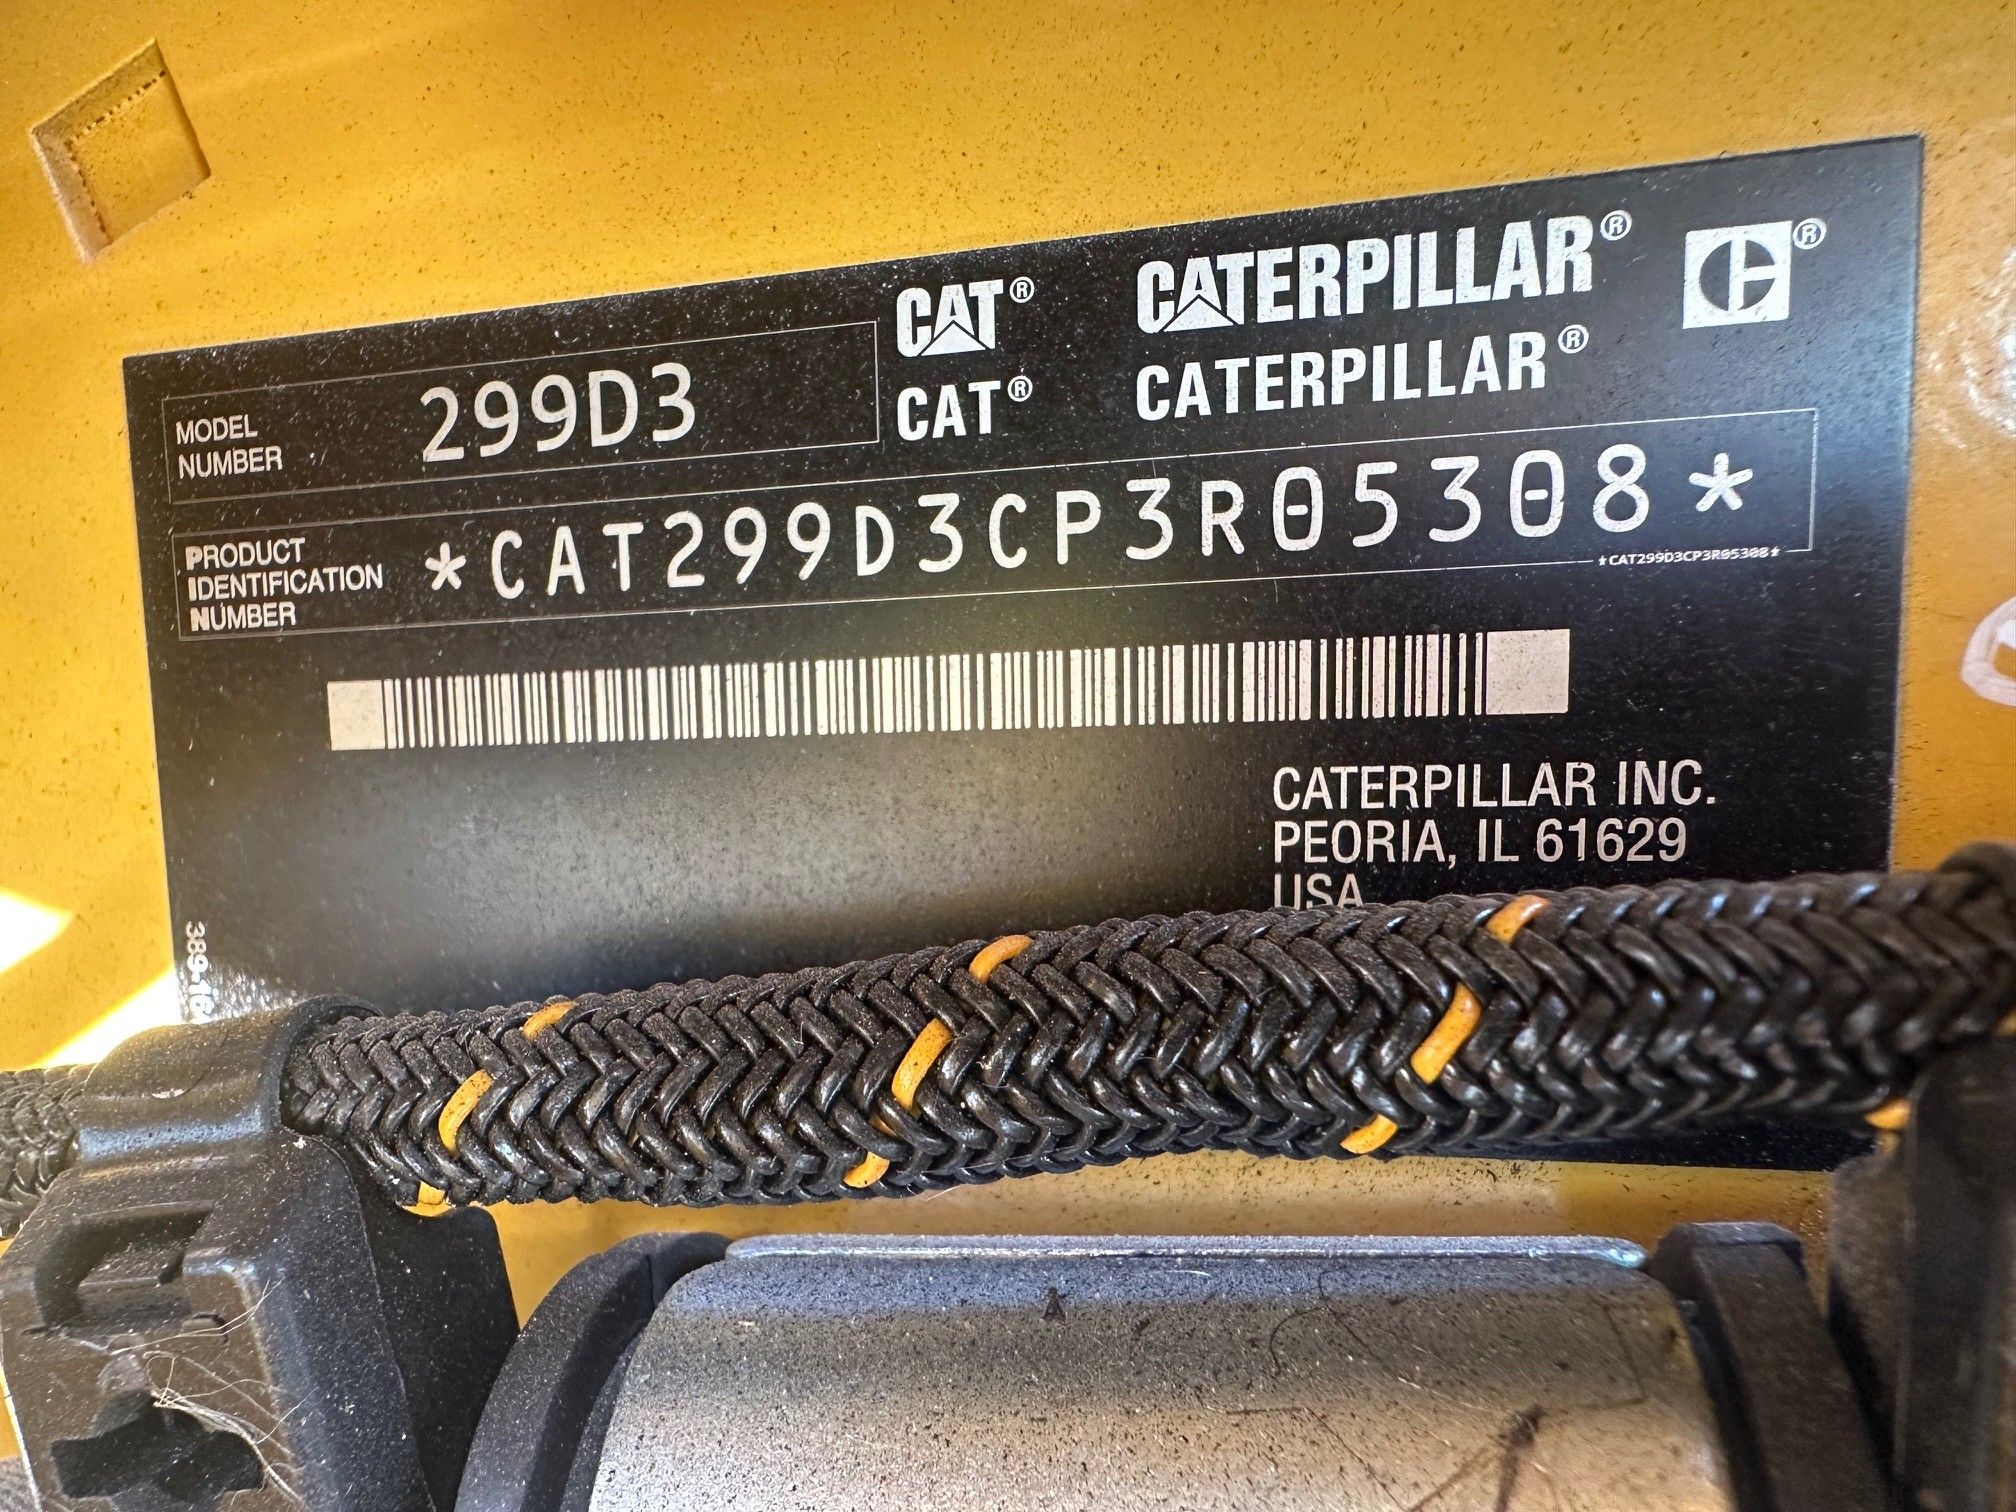 CAT® CATERPILLAR® C®
MODEL NUMBER 299D3 CAT® CATERPILLAR®
PRODUCT
IDENTIFICATION
NUMBER
*CAT299D3CP3R05308*
*CAT299D3CP3R05308*
CATERPILLAR INC.
PEORIA, IL 61629
USA